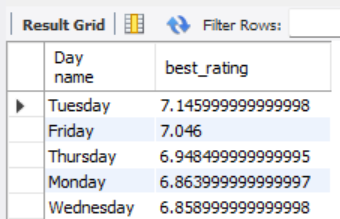 Result Grid Filter Rows:
Day name best_rating
Tuesday 7.145999999999998
Friday 7.046
Thursday 6.948499999999995
Monday 6.863999999999997
Wednesday 6.858999999999998